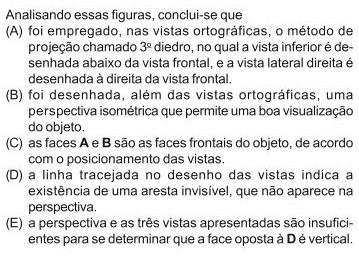 Analisando essas figuras, conclui-se que
(A) foi empregado, nas vistas ortográficas, o método de
projeção chamado 3º diedro, no qual a vista inferior é de-
senhada abaixo da vista frontal, e a vista lateral direita é
desenhada à direita da vista frontal.
(B) foi desenhada, além das vistas ortográficas, uma
perspectiva isométrica que permite uma boa visualização
do objeto.
(C) as faces A e B são as faces frontais do objeto, de acordo
com o posicionamento das vistas.
(D) a linha tracejada no desenho das vistas indica a
existência de uma aresta invisível, que não aparece na
perspectiva.
(E) a perspectiva e as três vistas apresentadas são insufici-
entes para se determinar que a face oposta à D é vertical.